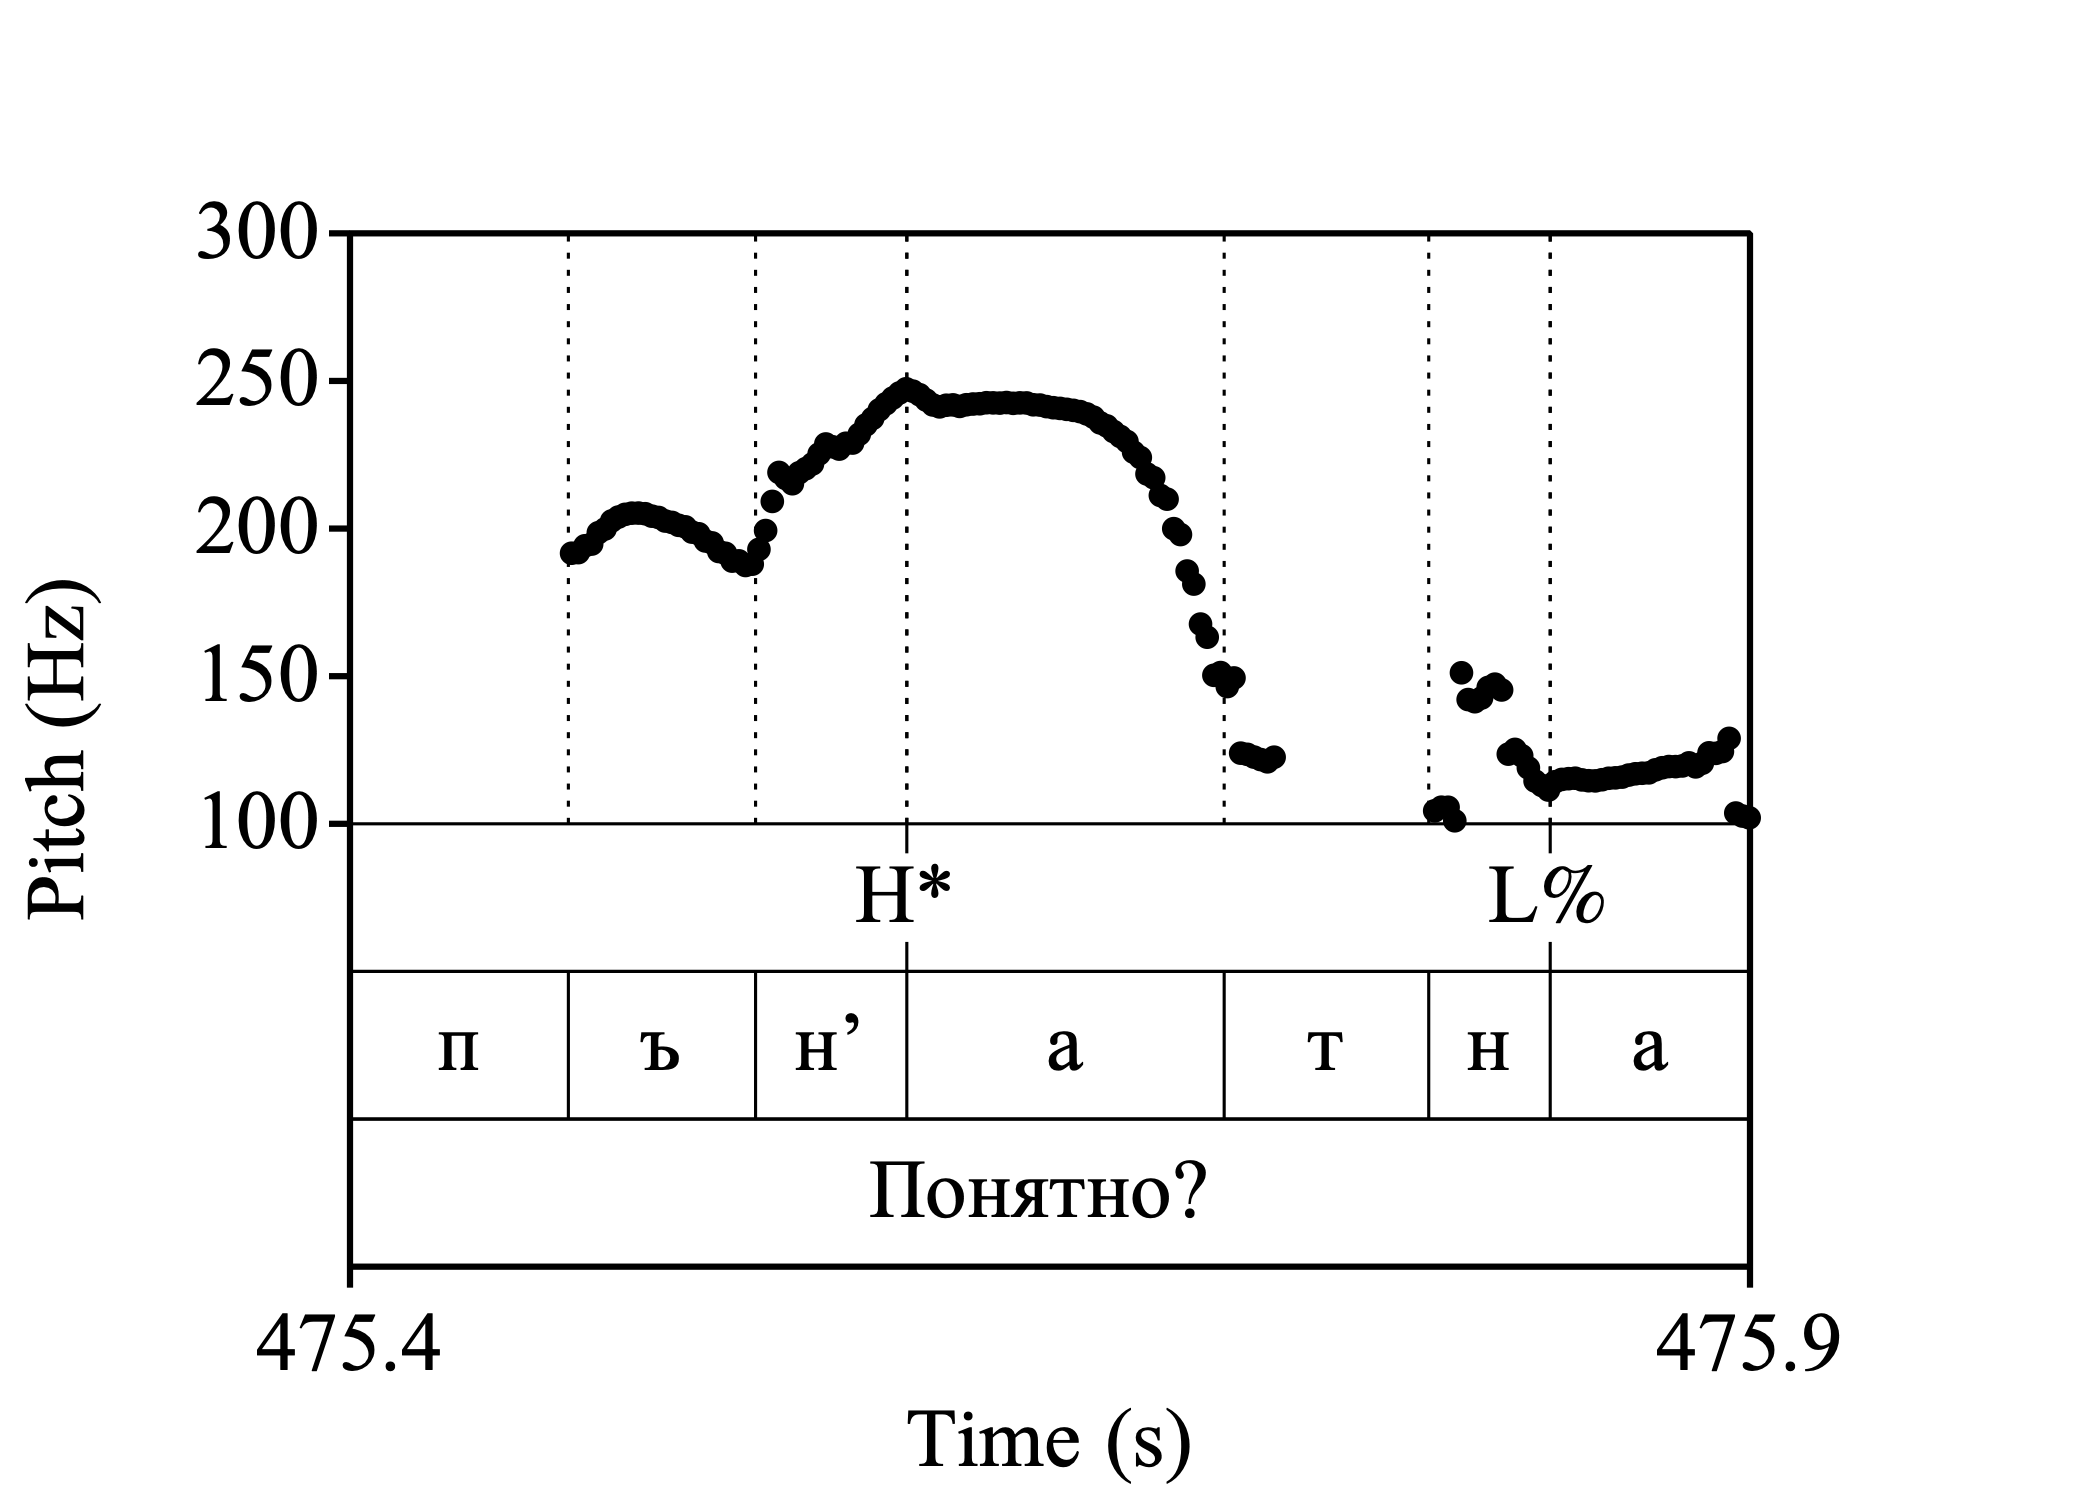 300
250
200
150
100
Pitch (Hz)
H* L%
п ъ н’ а т н а
Понятно?
475.4 475.9
Time (s)